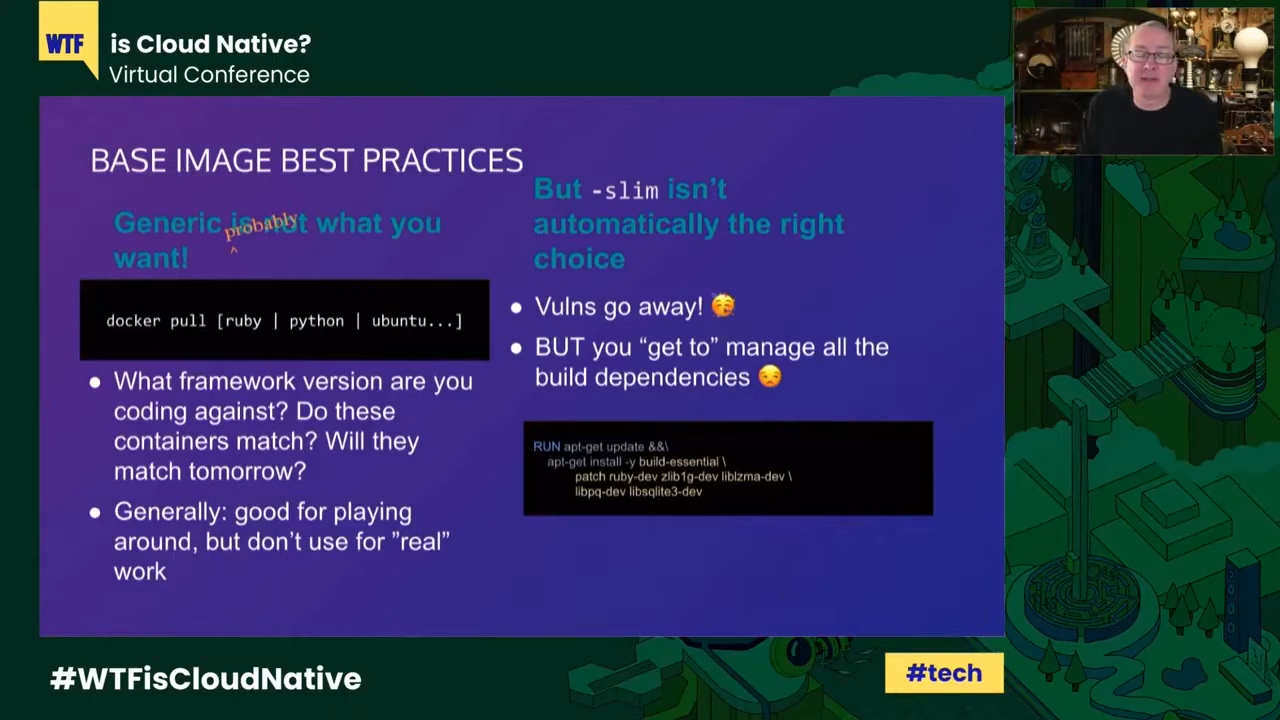 WTF
is Cloud Native?
Virtual Conference
BASE IMAGE BEST PRACTICES
Generic is not what you
probably
^
want!
docker pull [ruby | python | ubuntu...]
● What framework version are you
coding against? Do these
containers match? Will they
match tomorrow?
● Generally: good for playing
around, but don’t use for ”real”
work
But -slim isn’t
automatically the right
choice
● Vulns go away! 🥳
● BUT you “get to” manage all the
build dependencies 😒
RUN apt-get update &&\
apt-get install -y build-essential \
patch ruby-dev zlib1g-dev liblzma-dev \
libpq-dev libsqlite3-dev
#WTFisCloudNative
#tech